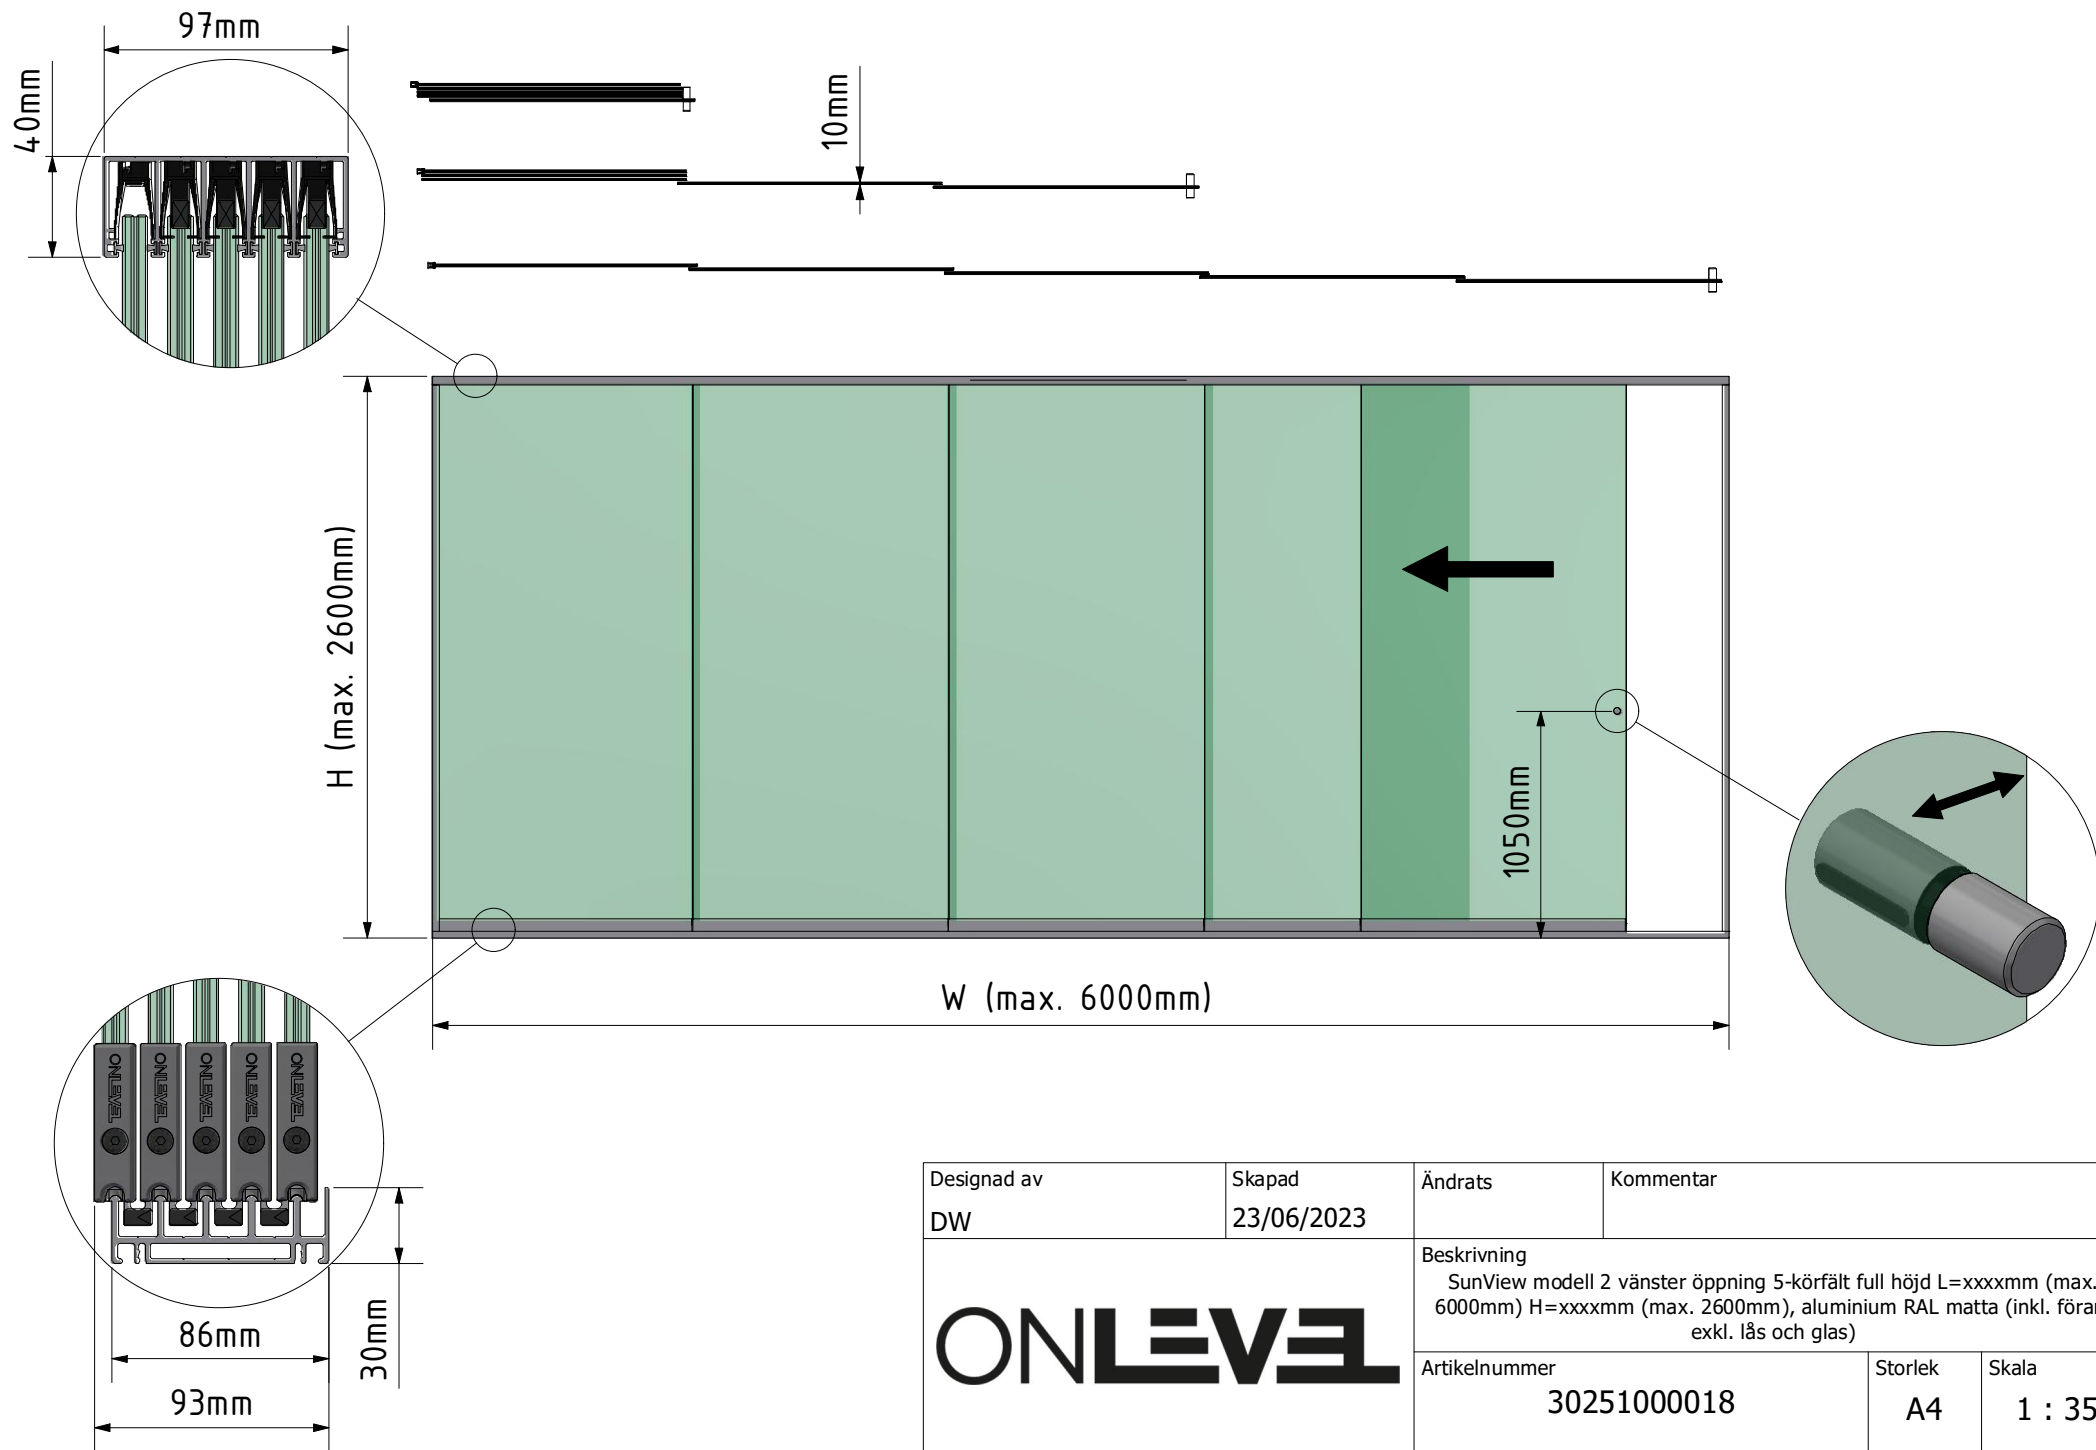 97mm
40mm
10mm
H (max. 2600mm)
1050mm
W (max. 6000mm)
ONLEVEL
ONLEVEL
ONLEVEL
ONLEVEL
ONLEVEL
86mm
93mm
30mm
Designad av
DW
Skapad
23/06/2023
Ändrats
Kommentar
ONLEVEL
Beskrivning
SunView modell 2 vänster öppning 5-körfält full höjd L=xxxxmm (max.
6000mm) H=xxxxmm (max. 2600mm), aluminium RAL matta (inkl.
exkl. lås och glas)
Artikelnummer
30251000018
Storlek
A4
Skala
1 : 35